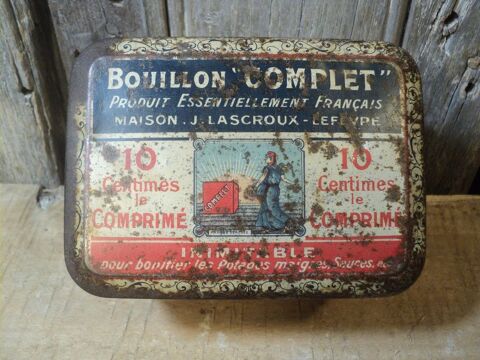 BOUILLON "COMPLET"
PRODUIT ESSENTIELLEMENT FRANÇAIS
MAISON . J. LASCROUX - LEFEVRE
10
Centimes
le
COMPRIMÉ
COMPLET
10
Centimes
le
COMPRIMÉ
INIMITABLE
pour bonifier les Potages maigres, Sauces,